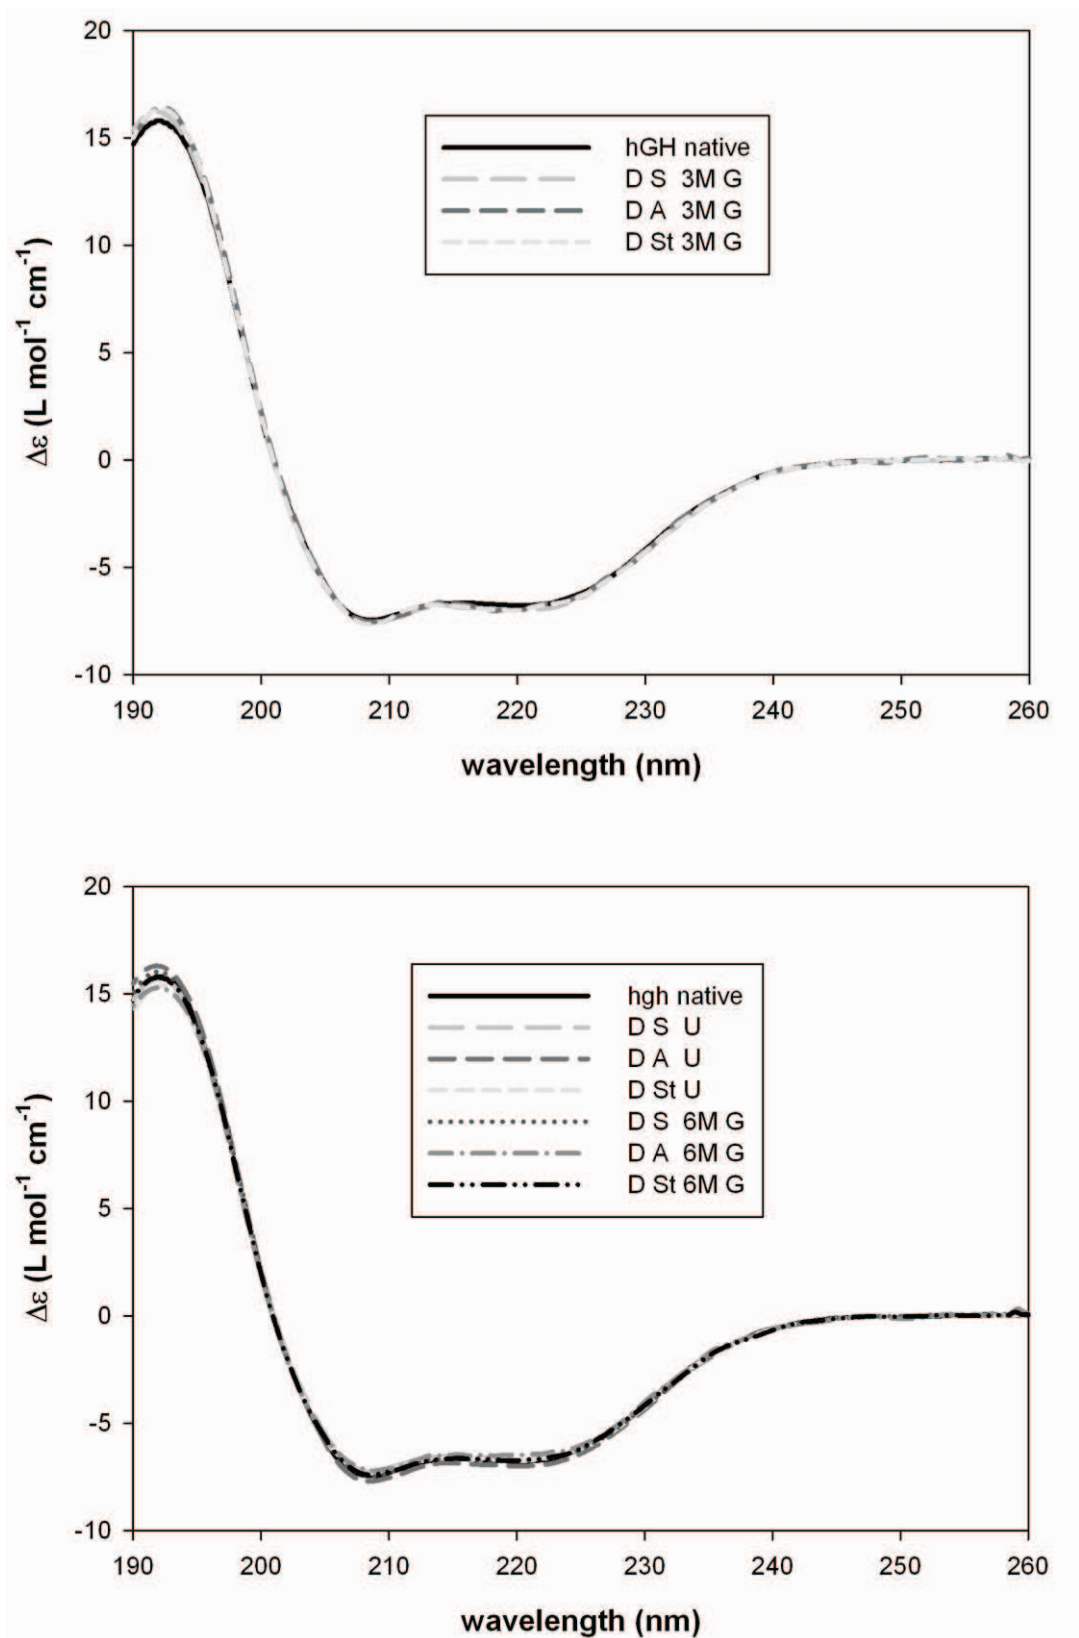 20
15
10
5
0
-5
-10
Δε (L mol⁻¹ cm⁻¹)
hGH native
D S 3M G
D A 3M G
D St 3M G
190 200 210 220 230 240 250 260
wavelength (nm)
20
15
10
5
0
-5
-10
Δε (L mol⁻¹ cm⁻¹)
hgh native
D S U
D A U
D St U
D S 6M G
D A 6M G
D St 6M G
190 200 210 220 230 240 250 260
wavelength (nm)